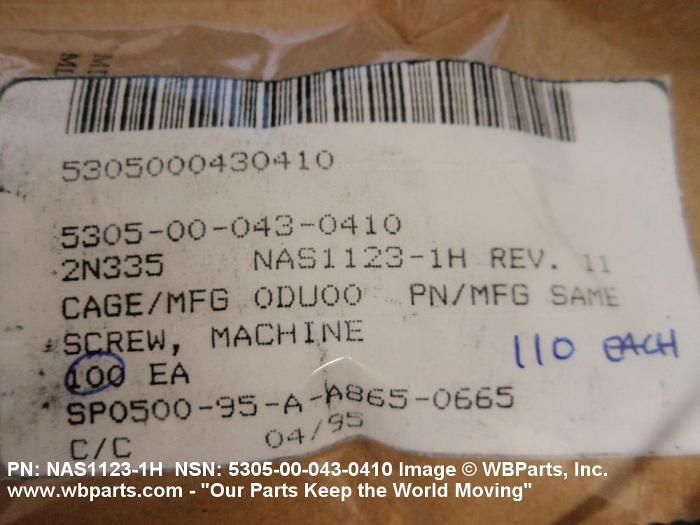 5305000430410
5305-00-043-0410
2N335 NAS1123-1H REV. 11
CAGE/MFG 0DU00 PN/MFG SAME
SCREW, MACHINE
100 EA 110 EACH
SP0500-95-A-A865-0665
C/C 04/95
PN: NAS1123-1H NSN: 5305-00-043-0410 Image © WBParts, Inc.
www.wbparts.com - "Our Parts Keep the World Moving"